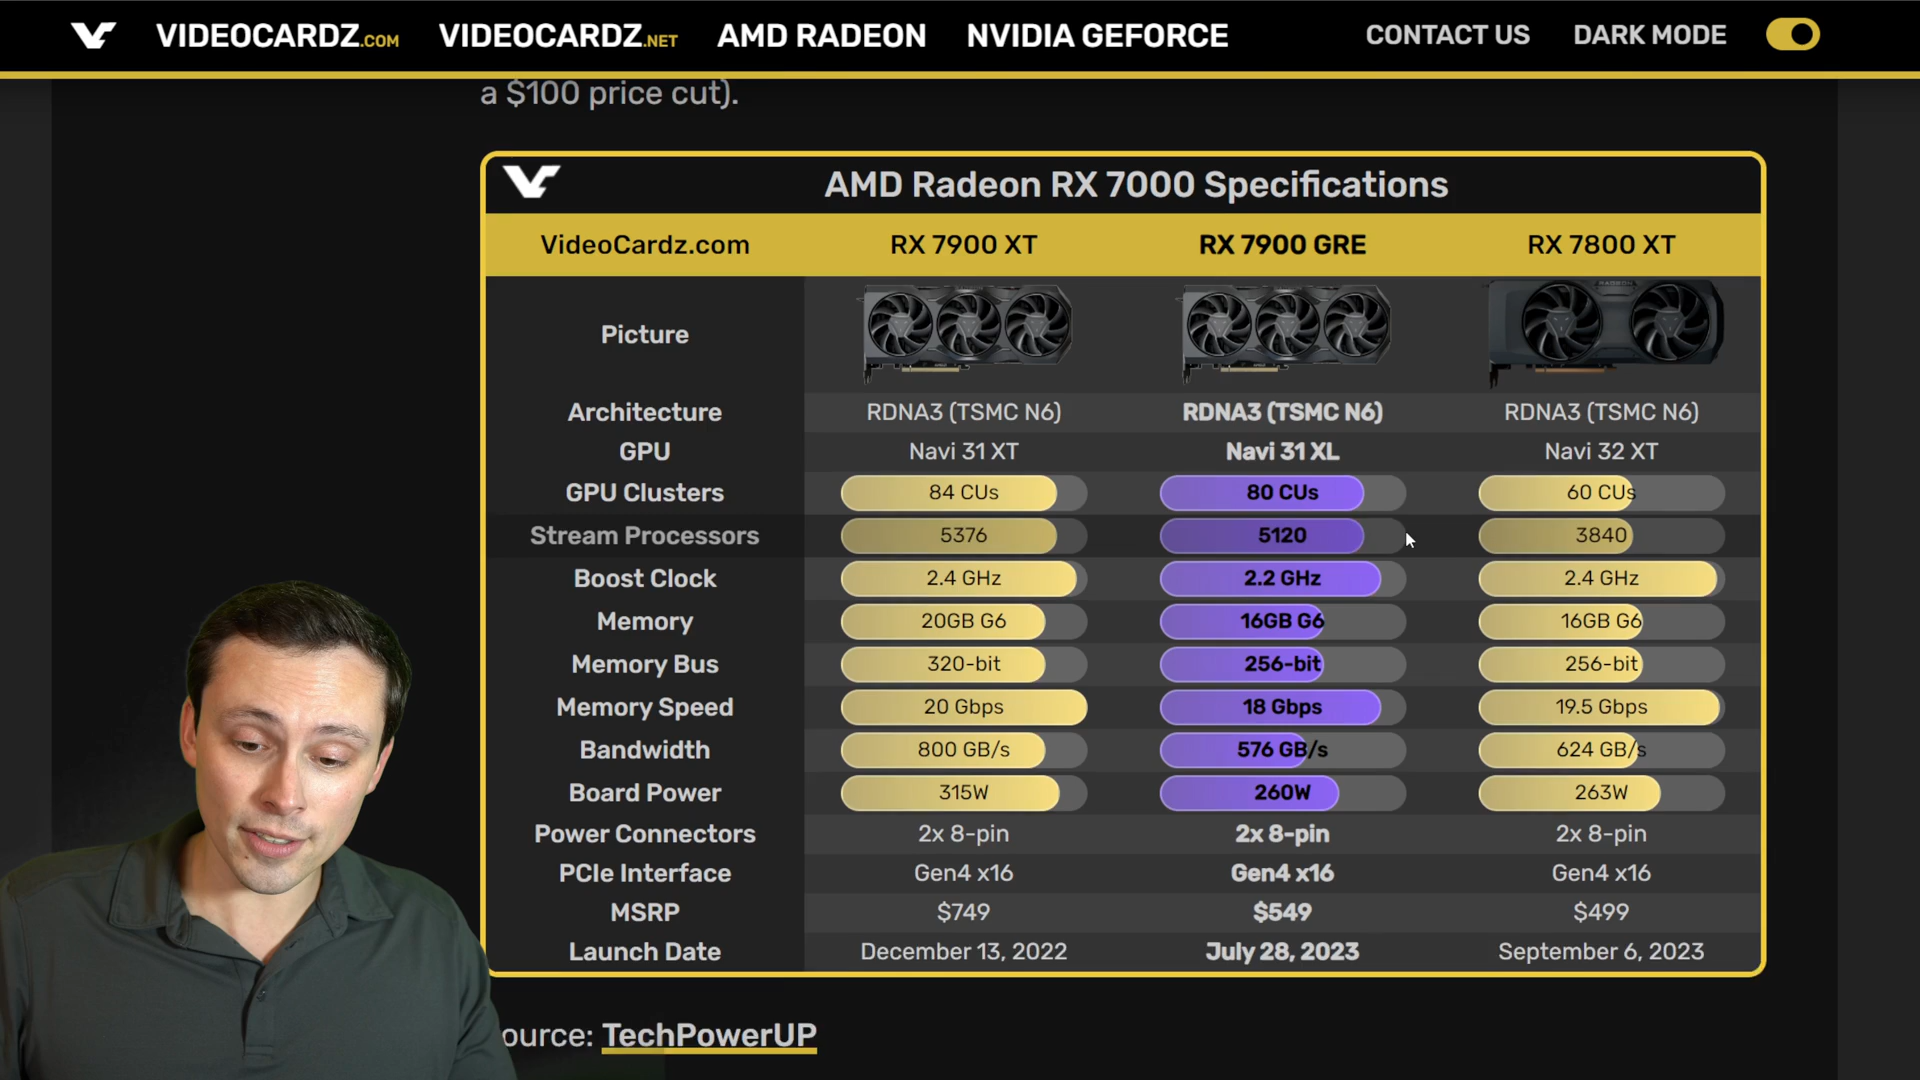 VIDEOCARDZ.COM VIDEOCARDZ.NET AMD RADEON NVIDIA GEFORCE CONTACT US DARK MODE
a $100 price cut).
AMD Radeon RX 7000 Specifications
VideoCardz.com RX 7900 XT RX 7900 GRE RX 7800 XT
Picture
RADEON
Architecture RDNA3 (TSMC N6) RDNA3 (TSMC N6) RDNA3 (TSMC N6)
GPU Navi 31 XT Navi 31 XL Navi 32 XT
GPU Clusters 84 CUs 80 CUs 60 CUs
Stream Processors 5376 5120 3840
Boost Clock 2.4 GHz 2.2 GHz 2.4 GHz
Memory 20GB G6 16GB G6 16GB G6
Memory Bus 320-bit 256-bit 256-bit
Memory Speed 20 Gbps 18 Gbps 19.5 Gbps
Bandwidth 800 GB/s 576 GB/s 624 GB/s
Board Power 315W 260W 263W
Power Connectors 2x 8-pin 2x 8-pin 2x 8-pin
PCIe Interface Gen4 x16 Gen4 x16 Gen4 x16
MSRP $749 $549 $499
Launch Date December 13, 2022 July 28, 2023 September 6, 2023
ource: TechPowerUP